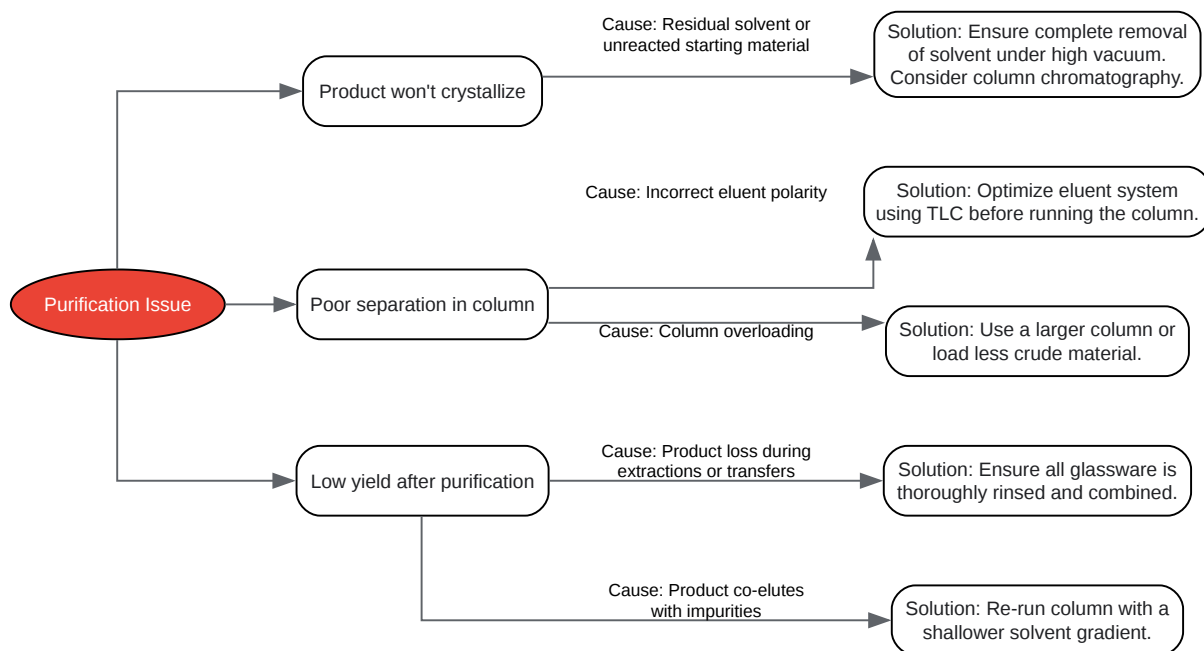 Cause: Residual solvent or
unreacted starting material
Solution: Ensure complete removal
of solvent under high vacuum.
Consider column chromatography.
Product won't crystallize
Cause: Incorrect eluent polarity
Solution: Optimize eluent system
using TLC before running the column.
Purification Issue
Poor separation in column
Cause: Column overloading
Solution: Use a larger column or
load less crude material.
Low yield after purification
Cause: Product loss during
extractions or transfers
Solution: Ensure all glassware is
thoroughly rinsed and combined.
Cause: Product co-elutes
with impurities
Solution: Re-run column with a
shallower solvent gradient.